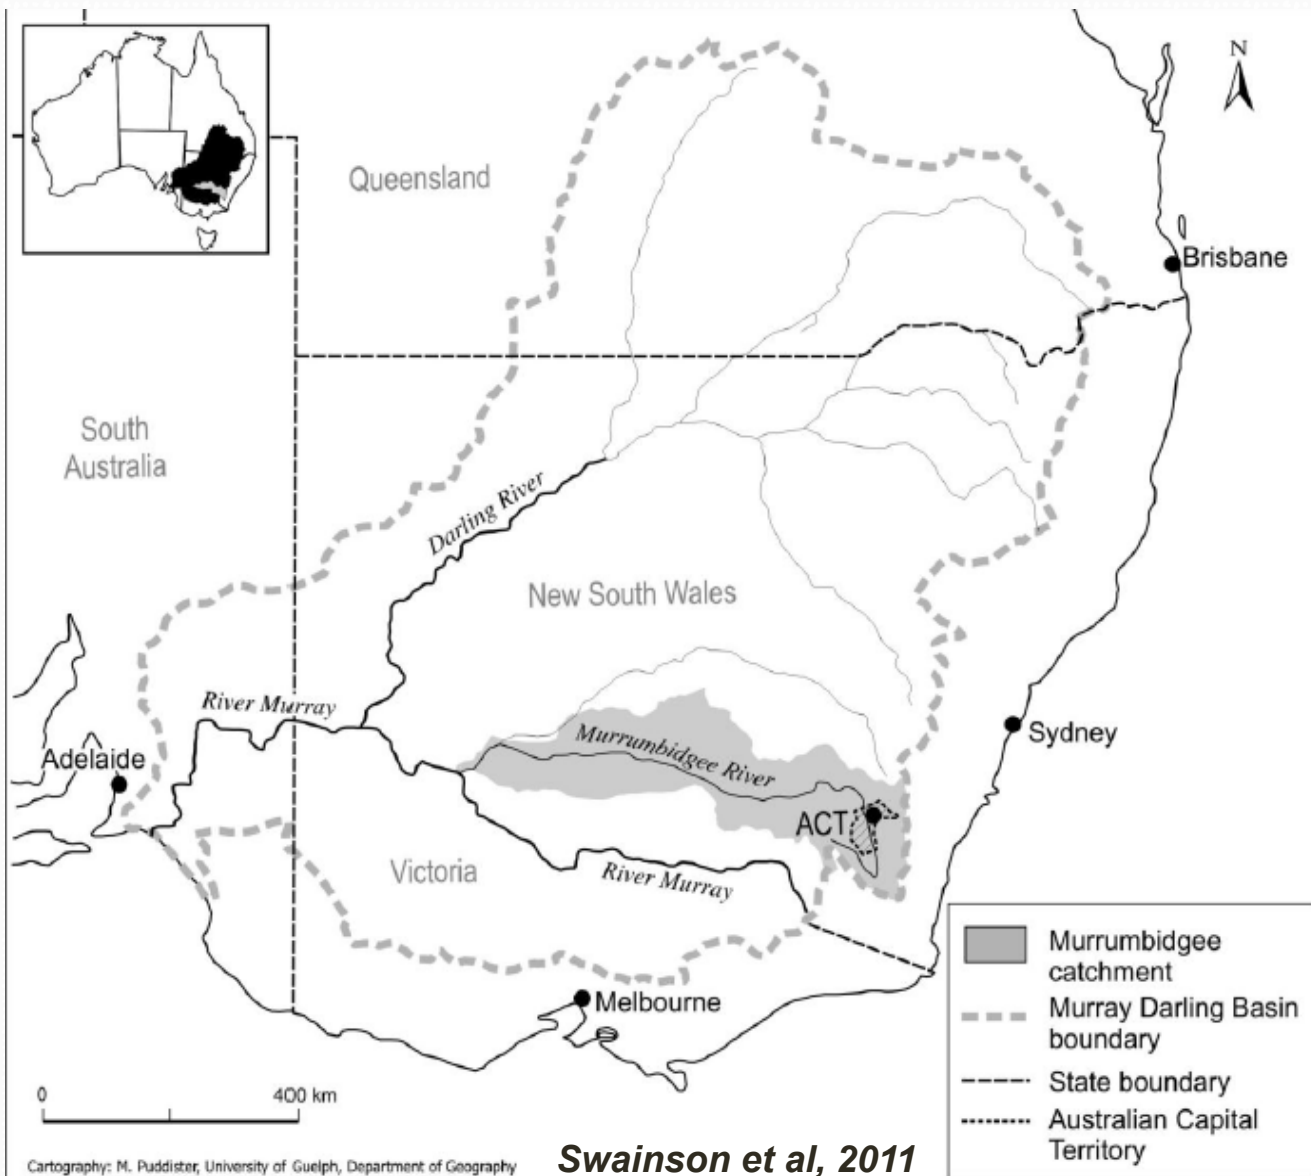 N
Queensland
Brisbane
South
Australia
Darling River
New South Wales
River Murray
Murrumbidgee River
Sydney
Adelaide
ACT
Victoria
River Murray
Melbourne
Murrumbidgee
catchment
Murray Darling Basin
boundary
State boundary
Australian Capital
Territory
0 400 km
Cartography: M. Puddister, University of Guelph, Department of Geography
Swainson et al, 2011